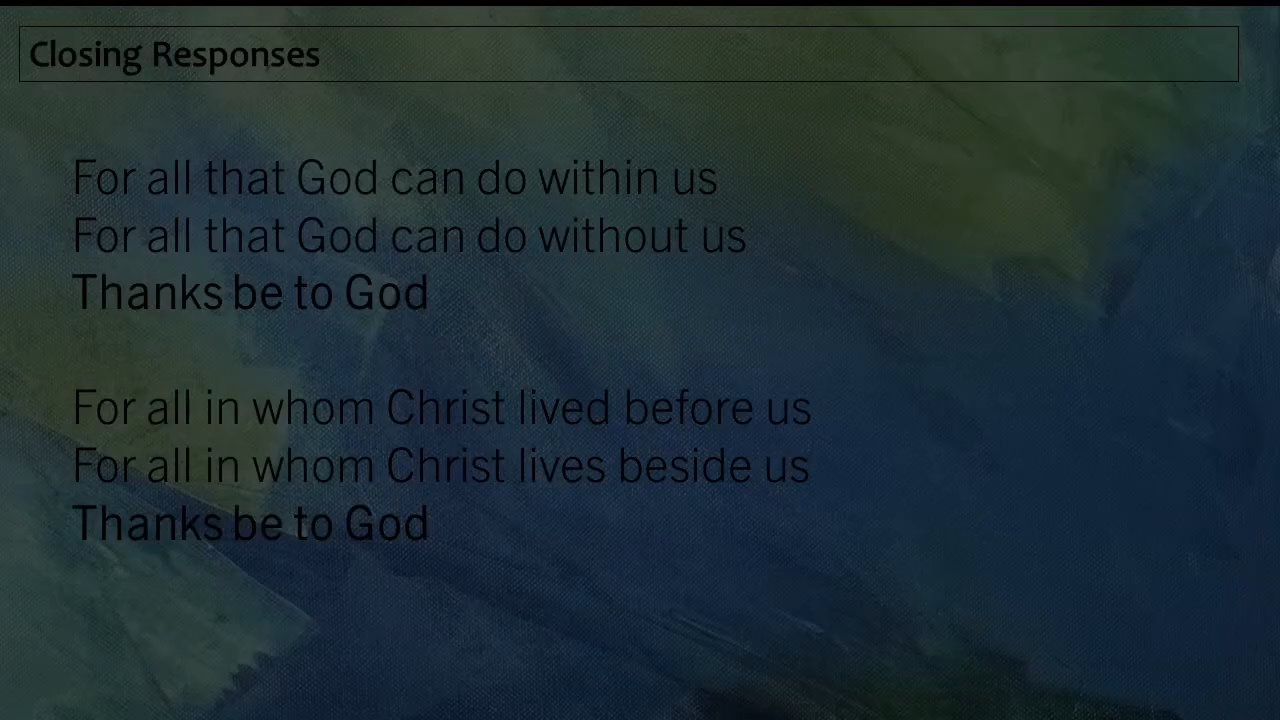 Closing Responses
For all that God can do within us
For all that God can do without us
Thanks be to God
For all in whom Christ lived before us
For all in whom Christ lives beside us
Thanks be to God